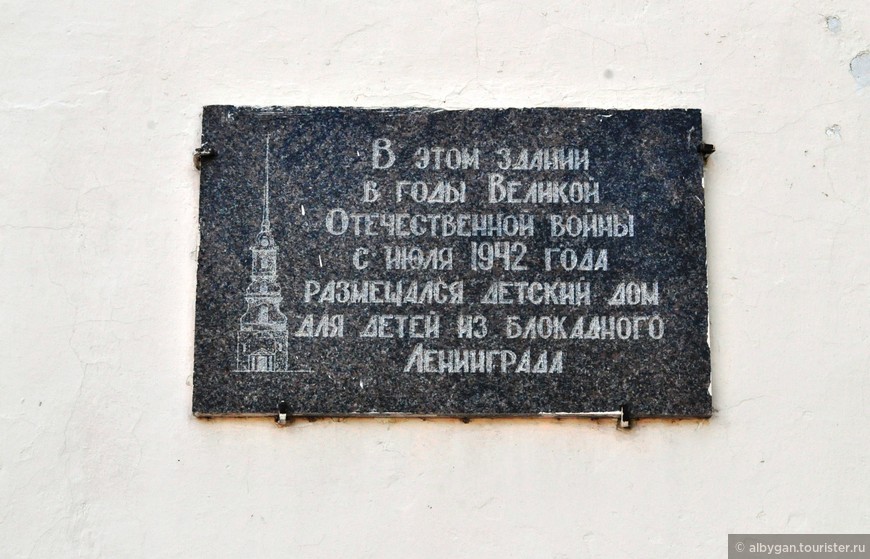 В этом здании
в годы Великой
Отечественной войны
с июля 1942 года
размещался детский дом
для детей из блокадного
Ленинграда
© albygan.tourister.ru